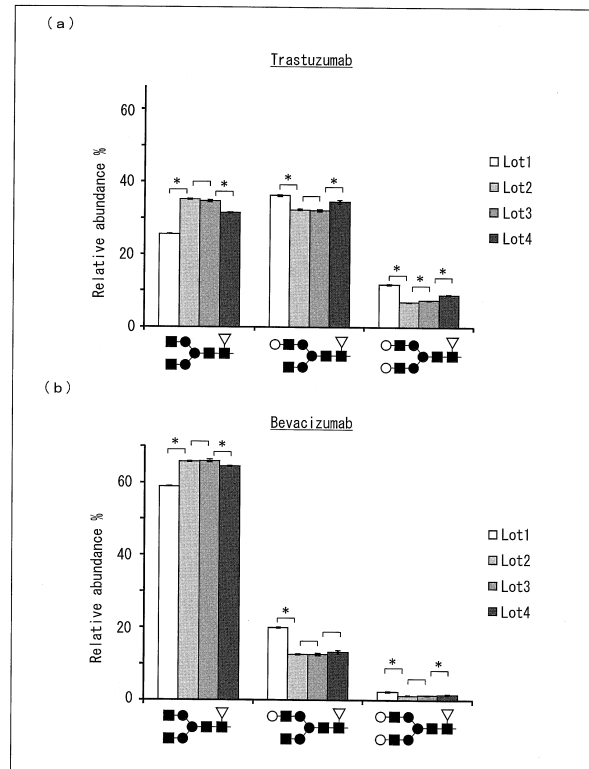 (a)
Trastuzumab
Relative abundance %
60
40
20
0
* * *
* * *
* * *
Lot1
Lot2
Lot3
Lot4
(b)
Bevacizumab
Relative abundance %
60
40
20
0
* *
*
* *
Lot1
Lot2
Lot3
Lot4